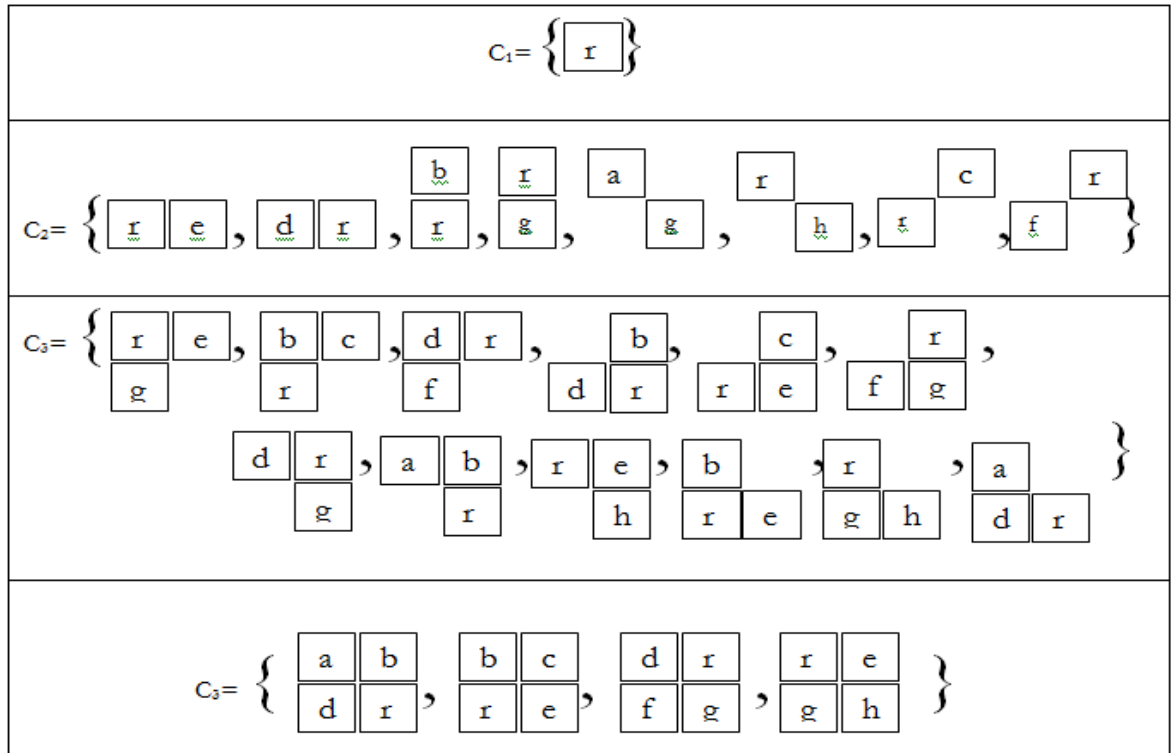 C₁= { r }
b r a r c r
C₂= { r e , d r , r , g , g , h , r , f }
C₃= { r e , b c , d r , b , c , r ,
g r f d r r e f g
d r , a b , r e , b , r , a }
g r h r e g h d r
a b b c d r r e
C₃= { d r , r e , f g , g h }